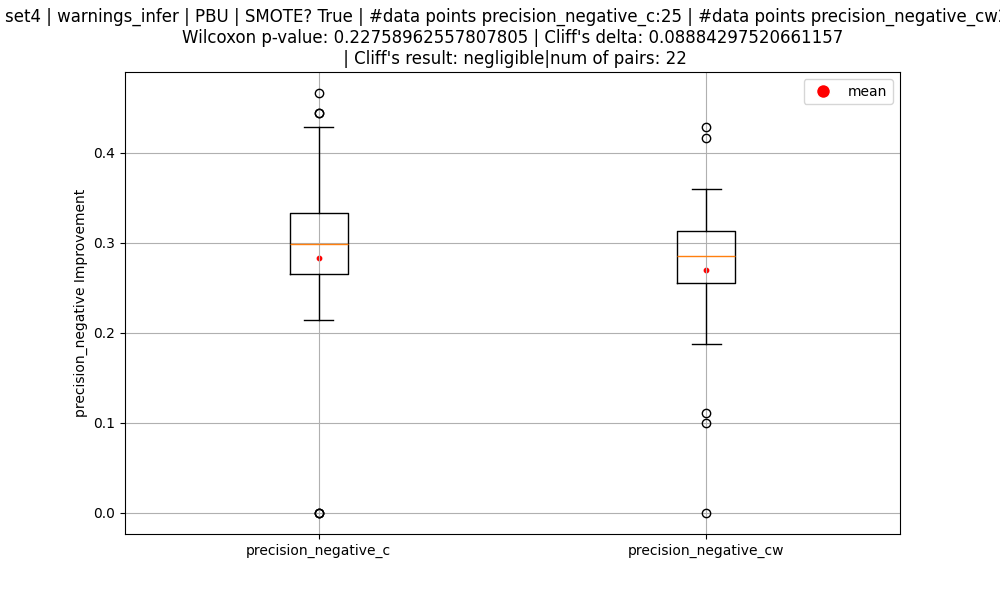 set4 | warnings_infer | PBU | SMOTE? True | #data points precision_negative_c:25 | #data points precision_negative_cw
Wilcoxon p-value: 0.22758962557807805 | Cliff's delta: 0.08884297520661157
| Cliff's result: negligible|num of pairs: 22
mean
0.4
0.3
0.2
0.1
0.0
precision_negative Improvement
precision_negative_c
precision_negative_cw